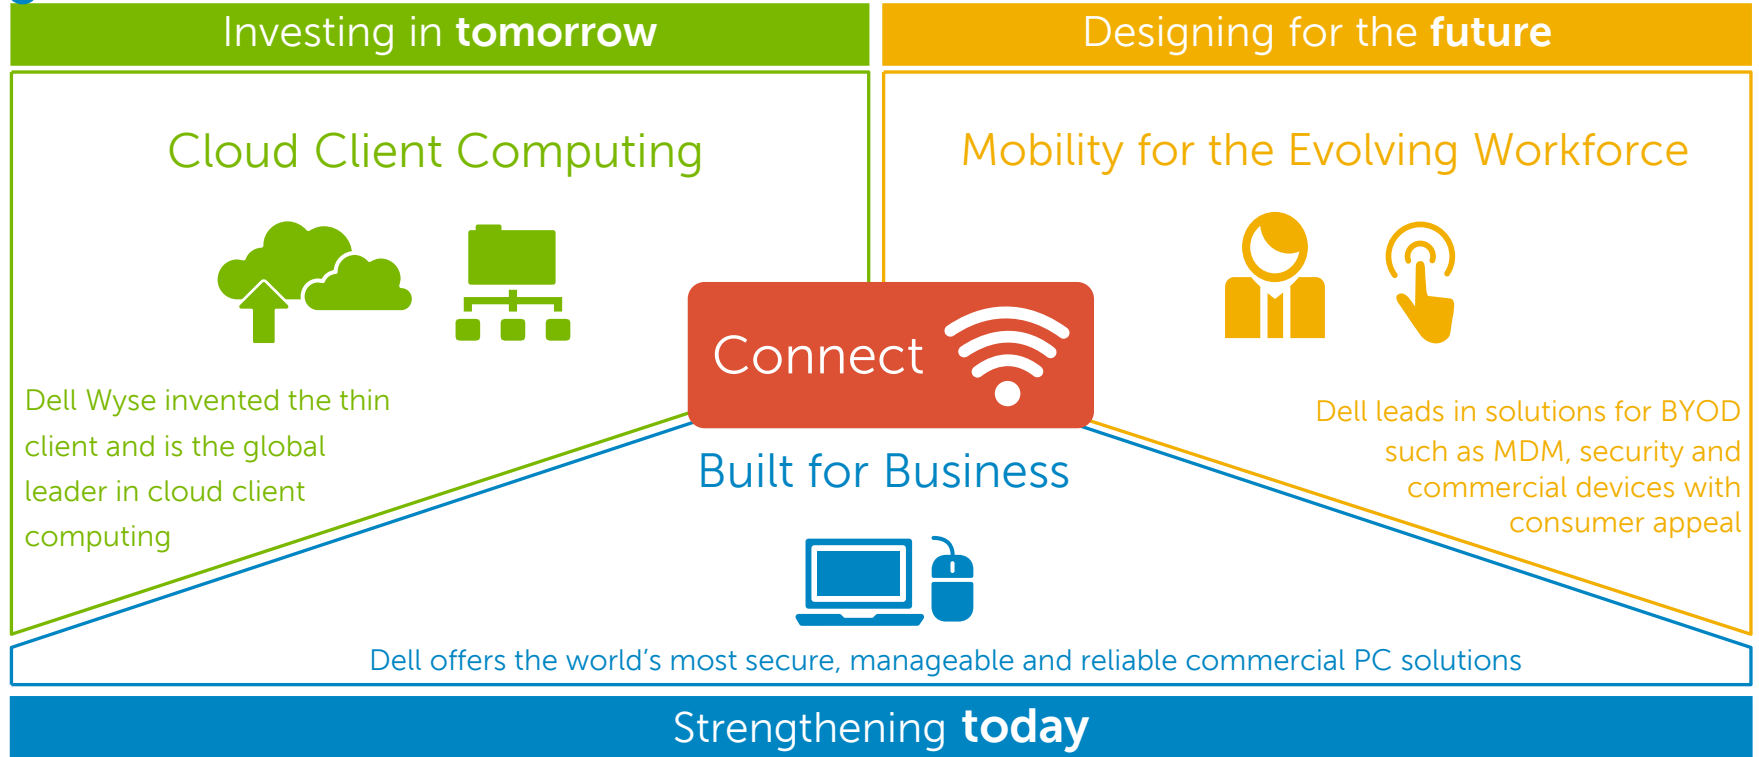 Investing in tomorrow
Designing for the future
Cloud Client Computing
Mobility for the Evolving Workforce
Connect
Dell Wyse invented the thin
client and is the global
leader in cloud client
computing
Dell leads in solutions for BYOD
such as MDM, security and
commercial devices with
consumer appeal
Built for Business
Dell offers the world's most secure, manageable and reliable commercial PC solutions
Strengthening today